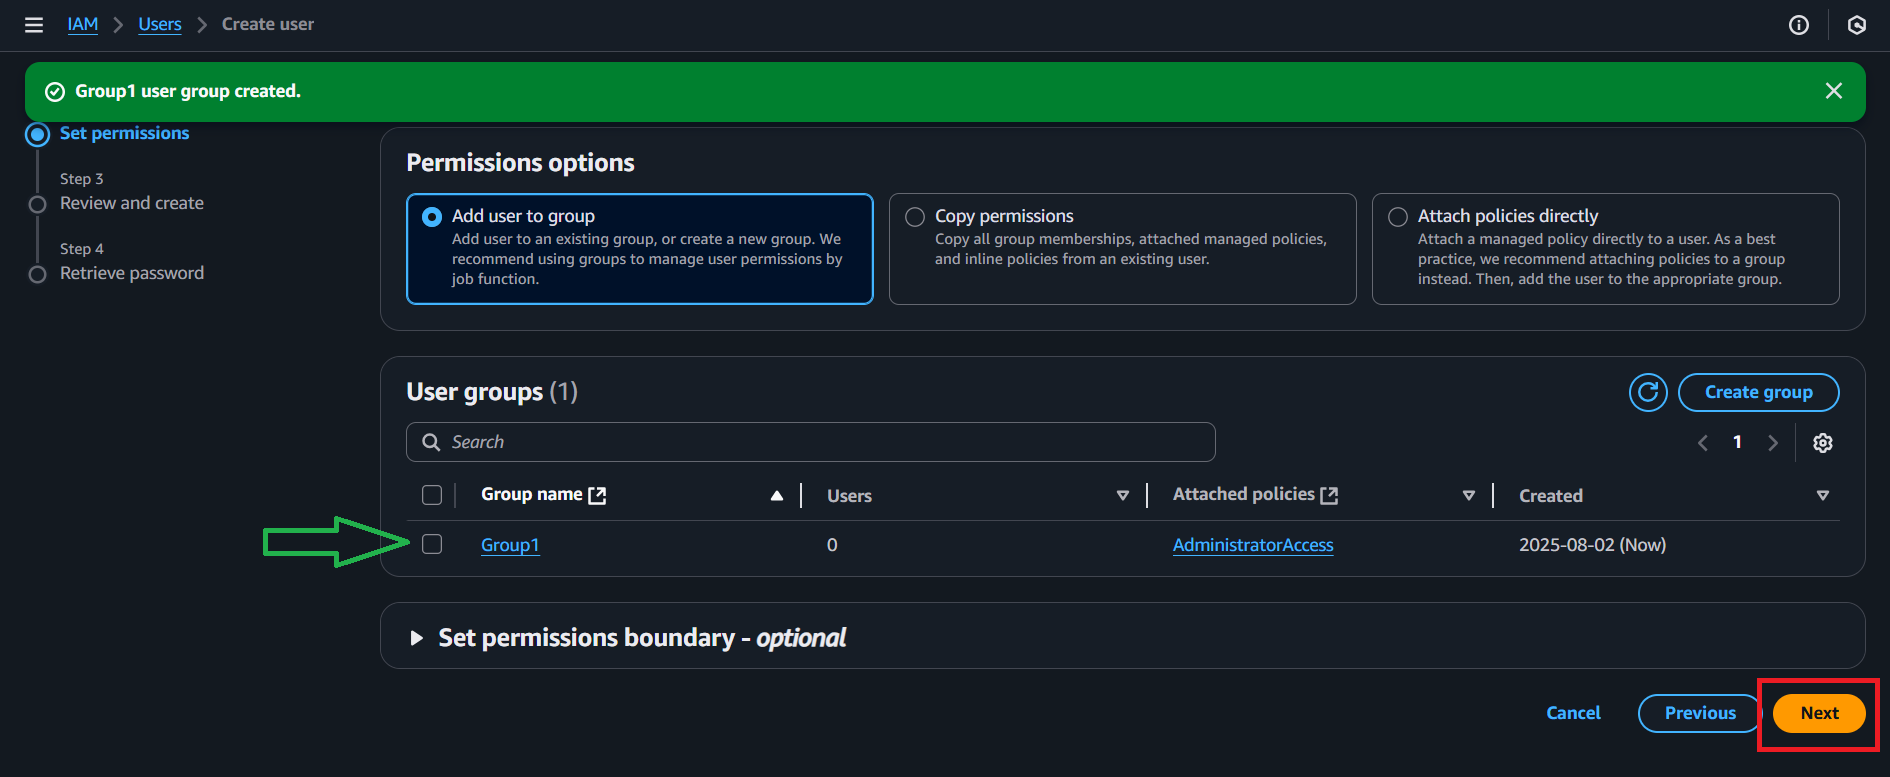 IAM > Users > Create user
Group1 user group created.
Set permissions
Step 3
Review and create
Step 4
Retrieve password
Permissions options
Add user to group
Add user to an existing group, or create a new group. We
recommend using groups to manage user permissions by
job function.
Copy permissions
Copy all group memberships, attached managed policies,
and inline policies from an existing user.
Attach policies directly
Attach a managed policy directly to a user. As a best
practice, we recommend attaching policies to a group
instead. Then, add the user to the appropriate group.
User groups (1)
Create group
Search
1
Group name Users Attached policies Created
Group1 0 AdministratorAccess 2025-08-02 (Now)
Set permissions boundary - optional
Cancel Previous Next